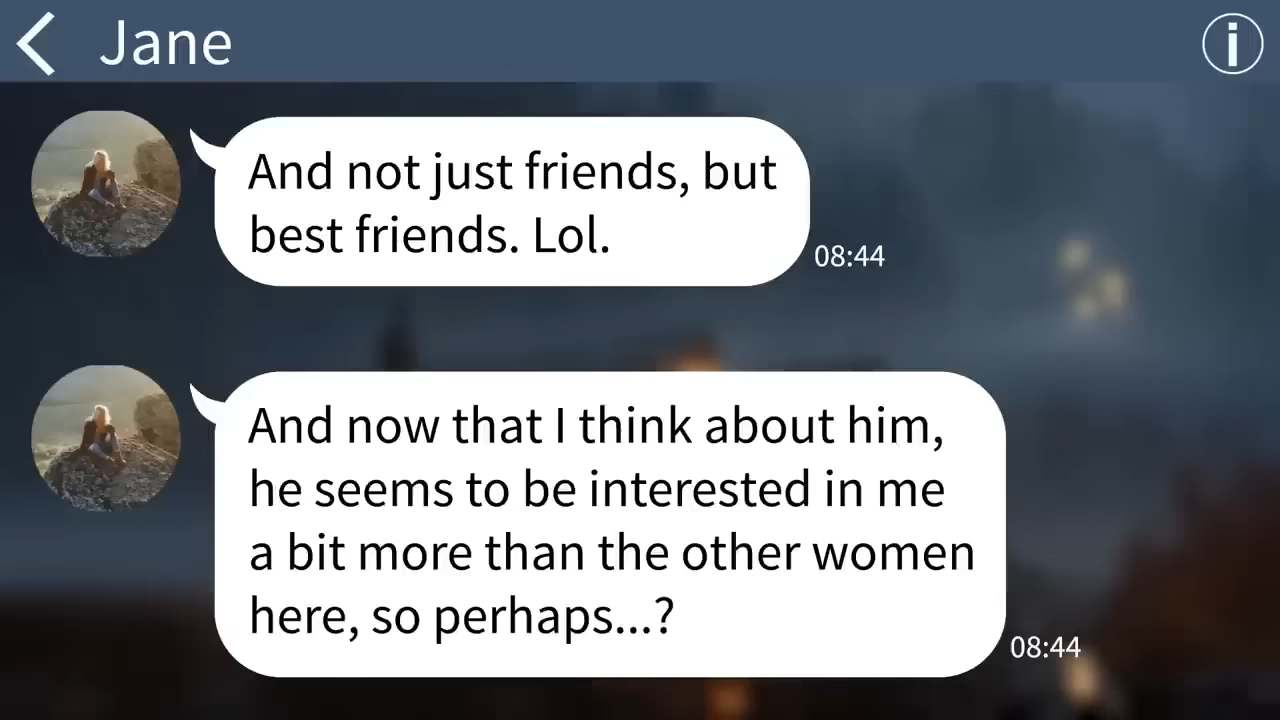 Jane
And not just friends, but
best friends. Lol.
08:44
And now that I think about him,
he seems to be interested in me
a bit more than the other women
here, so perhaps...?
08:44